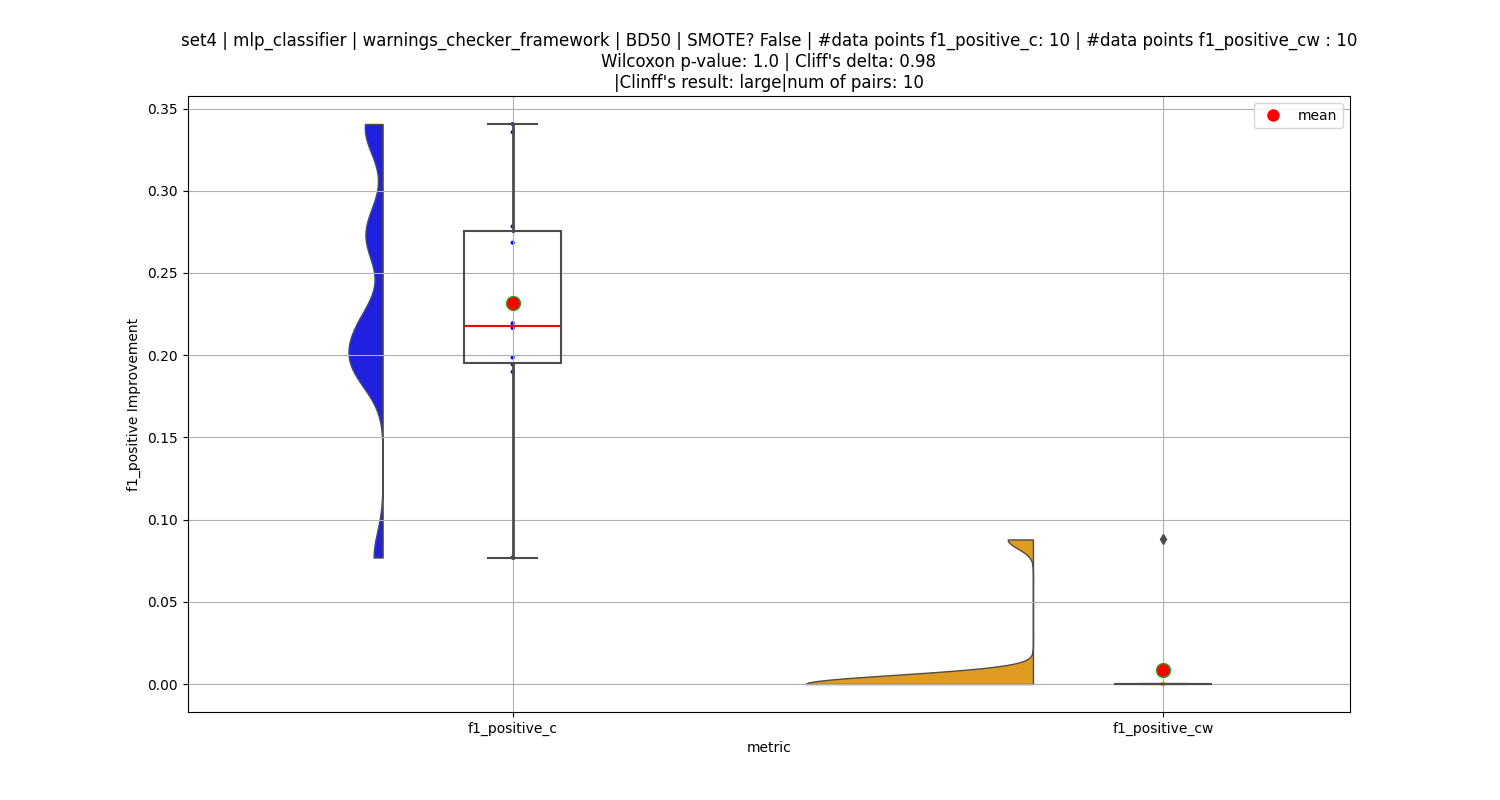 set4 | mlp_classifier | warnings_checker_framework | BD50 | SMOTE? False | #data points f1_positive_c: 10 | #data points f1_positive_cw : 10
Wilcoxon p-value: 1.0 | Cliff's delta: 0.98
|Clinff's result: large|num of pairs: 10
mean
0.35
0.30
0.25
0.20
0.15
0.10
0.05
0.00
f1_positive Improvement
f1_positive_c
f1_positive_cw
metric